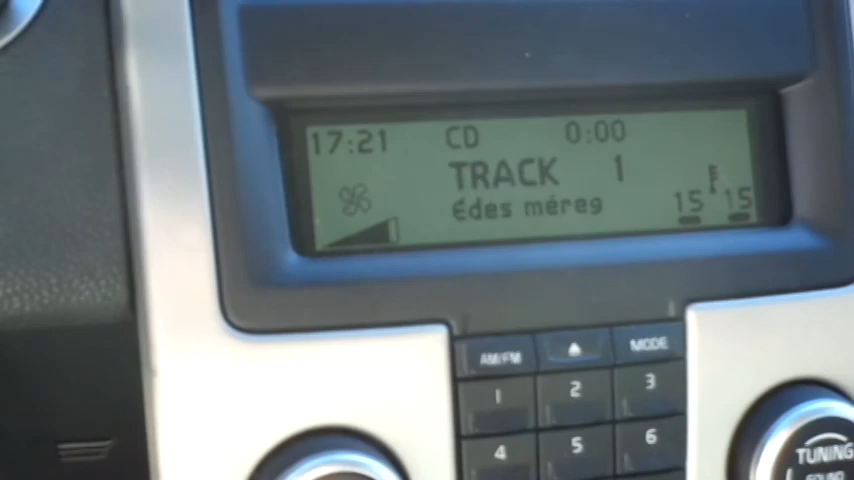 17:21 CD 0:00
TRACK 1
Édes méreg 15 15
AM/FM MODE
1 2 3
4 5 6
TUNING
SOUND